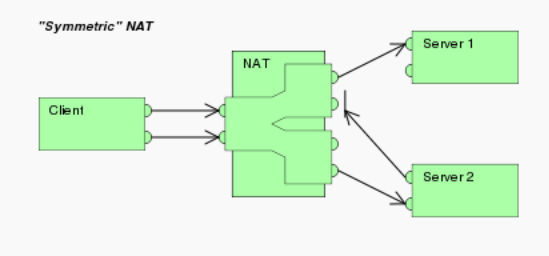 "Symmetric" NAT
Server 1
NAT
Client
Server 2